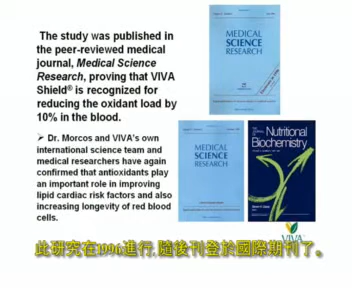 The study was published in
the peer-reviewed medical
journal, Medical Science
Research, proving that VIVA
Shield® is recognized for
reducing the oxidant load by
10% in the blood.
➢ Dr. Morcos and VIVA's own
international science team and
medical researchers have again
confirmed that antioxidants play
an important role in improving
lipid cardiac risk factors and also
increasing longevity of red blood
cells.
MEDICAL
SCIENCE
RESEARCH
MEDICAL
SCIENCE
RESEARCH
Nutritional
Biochemistry
VIVA
此研究在1996進行, 隨後刊登於國際期刊了。